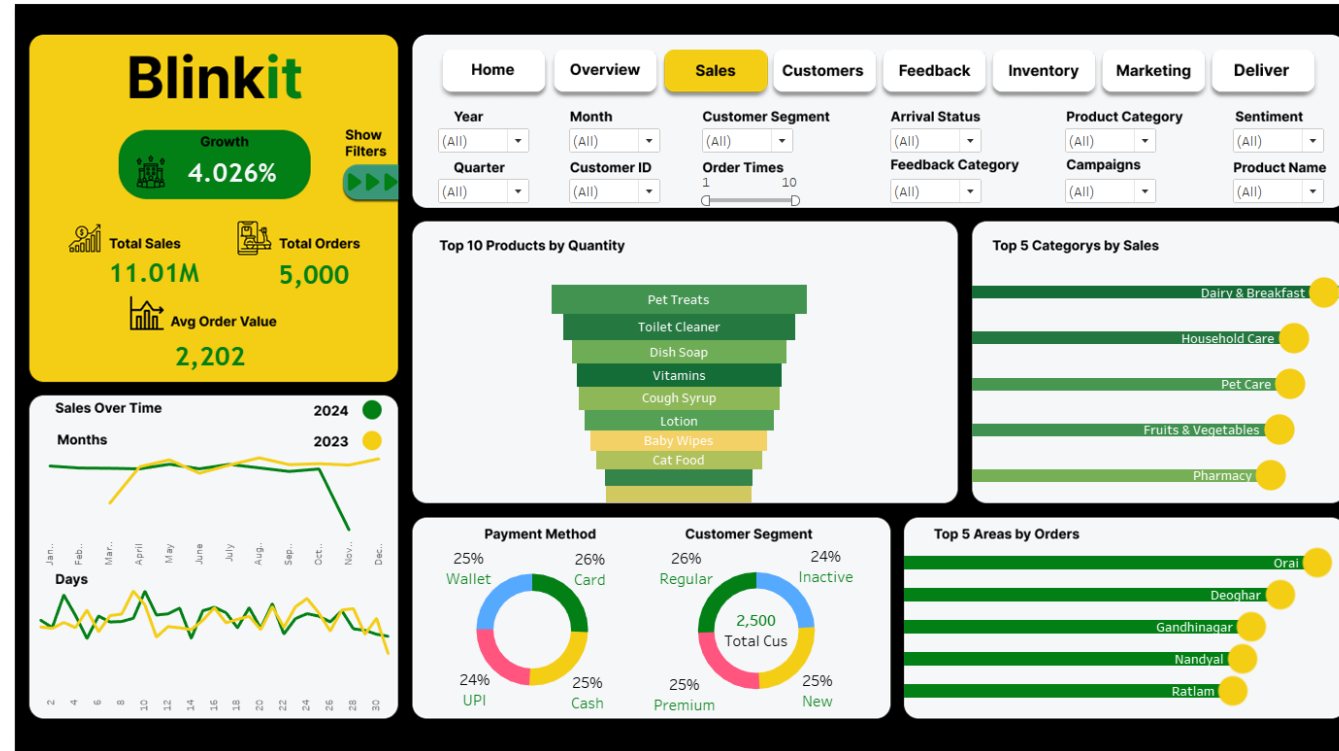 Blinkit
Growth
4.026%
Show
Filters
Total Sales
11.01M
Total Orders
5,000
Avg Order Value
2,202
Home
Overview
Sales
Customers
Feedback
Inventory
Marketing
Deliver
Year
(All)
Month
(All)
Customer Segment
(All)
Arrival Status
(All)
Product Category
(All)
Sentiment
(All)
Quarter
(All)
Customer ID
(All)
Order Times
1 10
Feedback Category
(All)
Campaigns
(All)
Product Name
(All)
Top 10 Products by Quantity
Pet Treats
Toilet Cleaner
Dish Soap
Vitamins
Cough Syrup
Lotion
Baby Wipes
Cat Food
Top 5 Categorys by Sales
Dairy & Breakfast
Household Care
Pet Care
Fruits & Vegetables
Pharmacy
Sales Over Time
2024
Months
2023
Jan..
Feb..
Mar..
April
May
June
July
Aug..
Sep..
Oct..
Nov..
Dec..
Days
2 4 6 8 10 12 14 16 18 20 22 24 26 28 30
Payment Method
25%
Wallet
26%
Card
24%
UPI
25%
Cash
Customer Segment
26%
Regular
24%
Inactive
2,500
Total Cus
25%
Premium
25%
New
Top 5 Areas by Orders
Orai
Deoghar
Gandhinagar
Nandyal
Ratlam